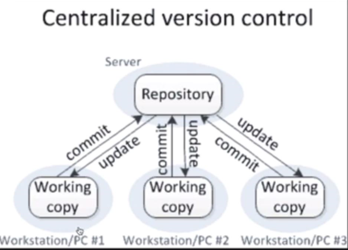 Centralized version control
Server
Repository
commit
update
commit
update
update
commit
Working
copy
Working
copy
Working
copy
Workstation/PC #1
Workstation/PC #2
Workstation/PC #3